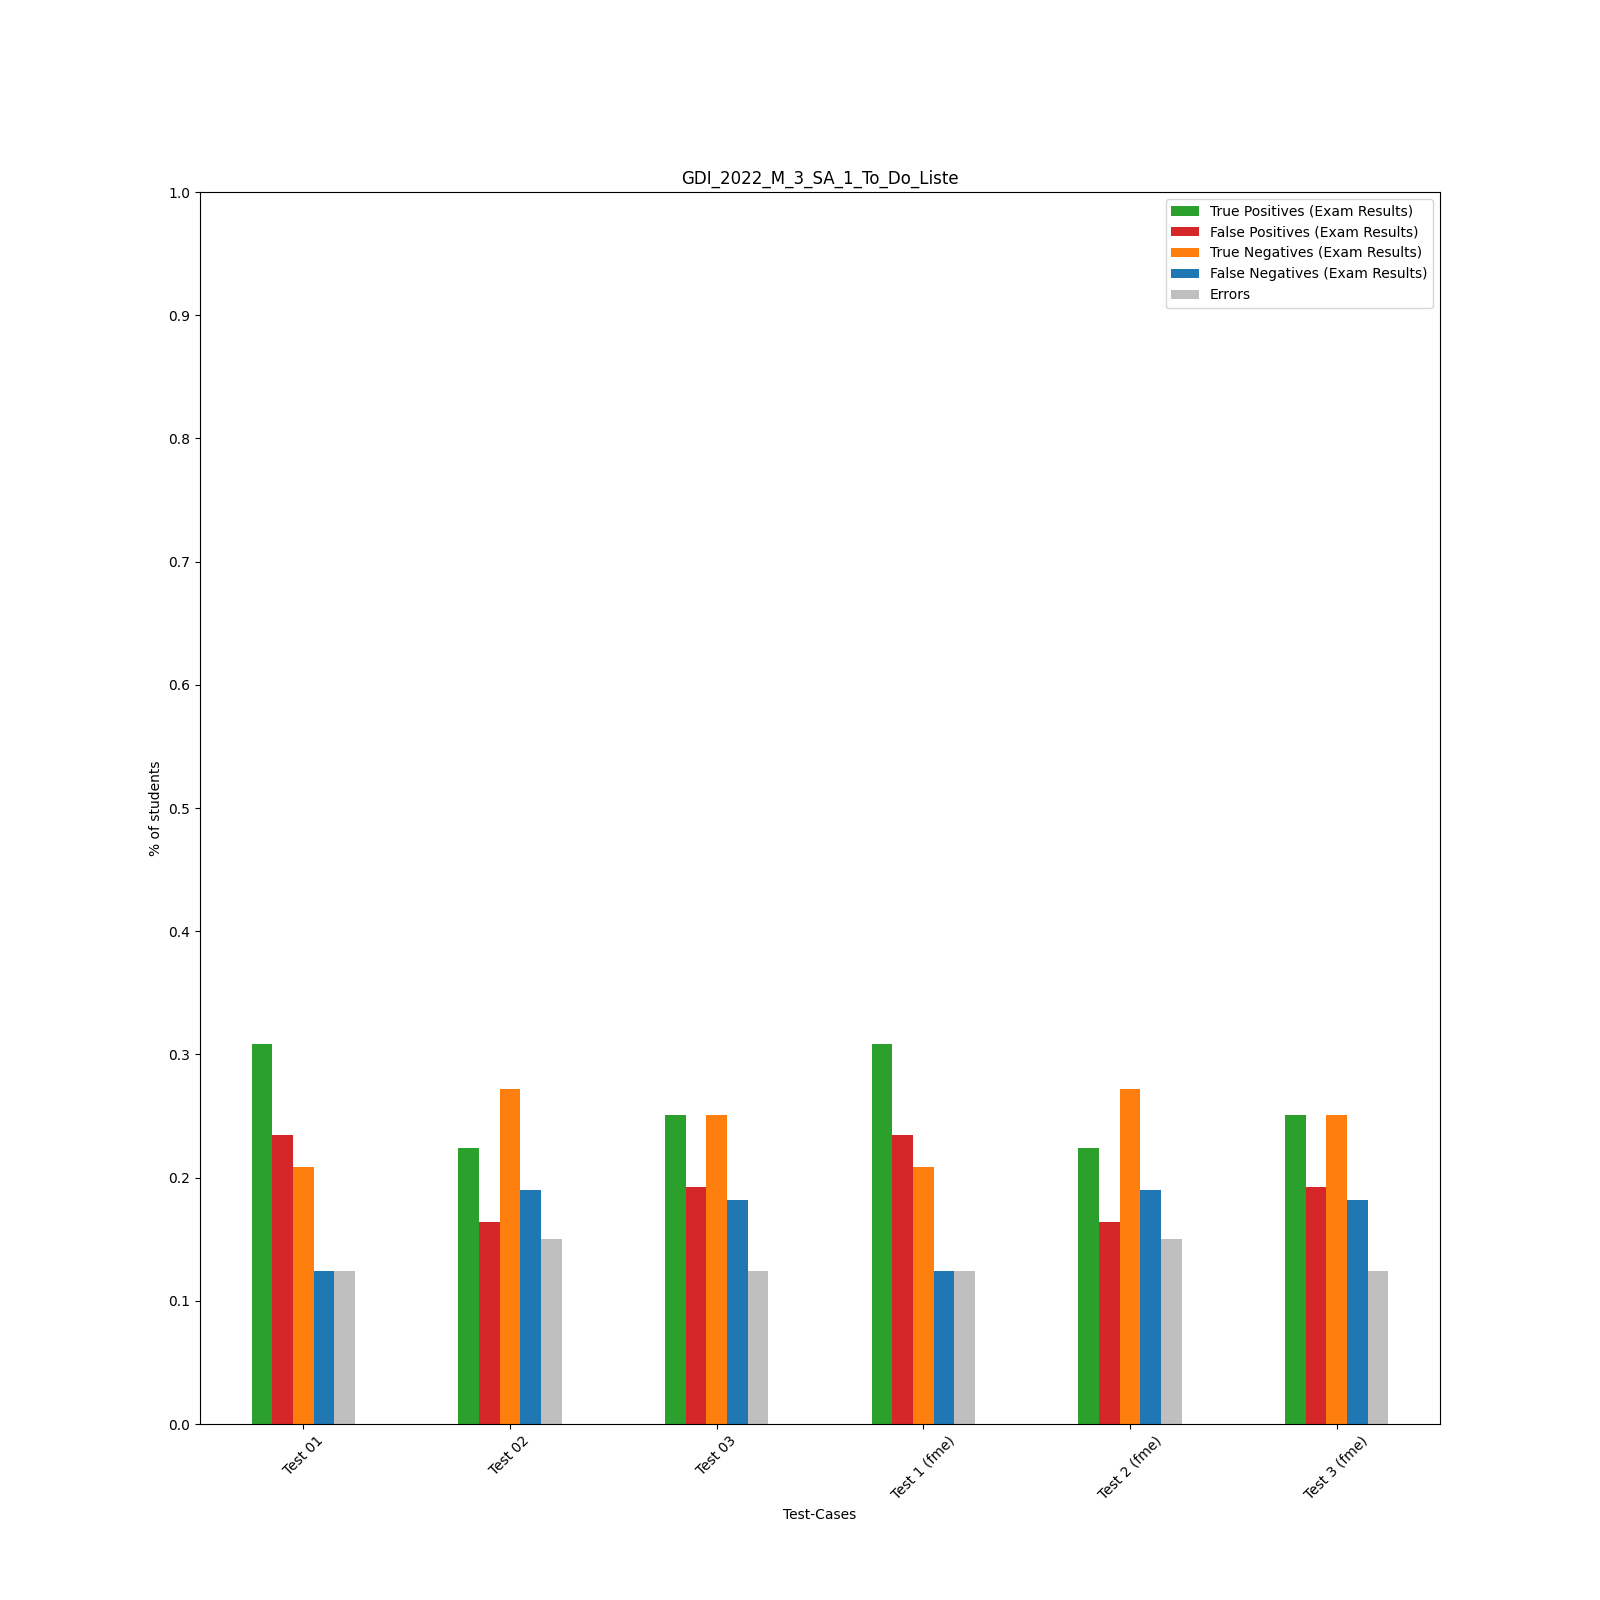 GDI_2022_M_3_SA_1_To_Do_Liste
True Positives (Exam Results)
False Positives (Exam Results)
True Negatives (Exam Results)
False Negatives (Exam Results)
Errors
1.0
0.9
0.8
0.7
0.6
0.5
0.4
0.3
0.2
0.1
0.0
% of students
Test 01
Test 02
Test 03
Test 1 (fme)
Test 2 (fme)
Test 3 (fme)
Test-Cases